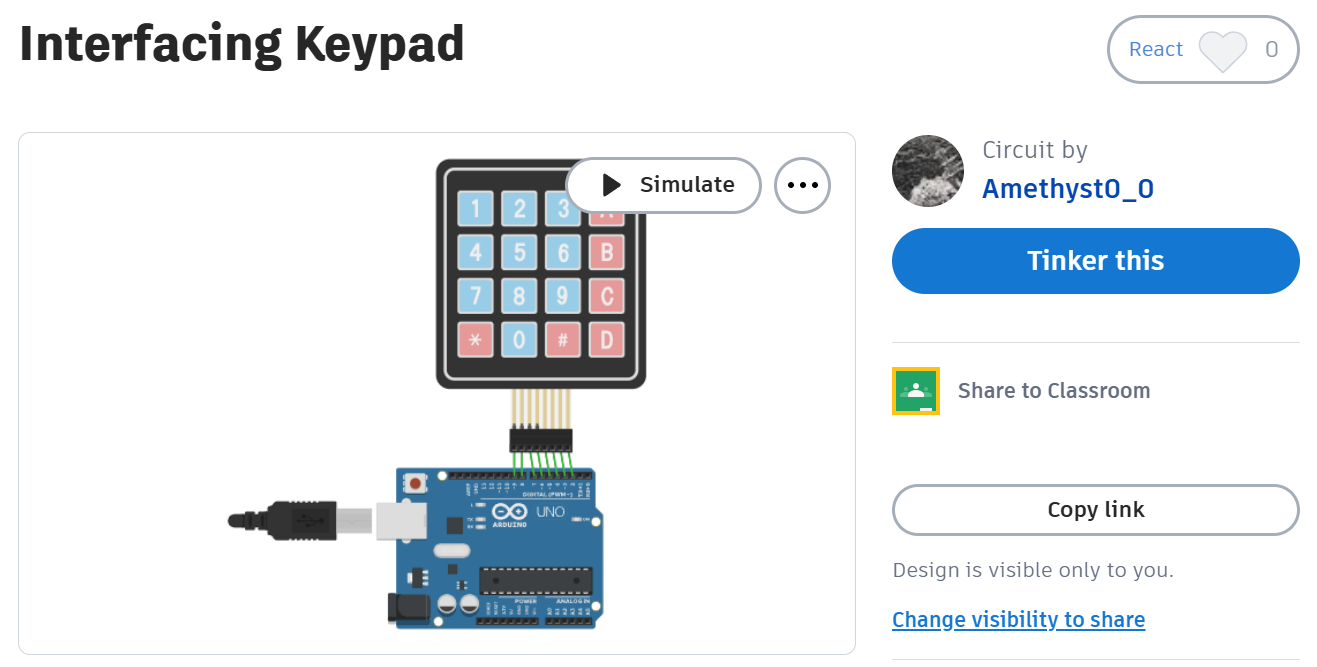 Interfacing Keypad
React 0
Simulate
1 2 3
4 5 6 B
7 8 9 C
* 0 # D
DIGITAL (PWM~)
UNO
ARDUINO
POWER ANALOG IN
Circuit by
Amethyst0_0
Tinker this
Share to Classroom
Copy link
Design is visible only to you.
Change visibility to share